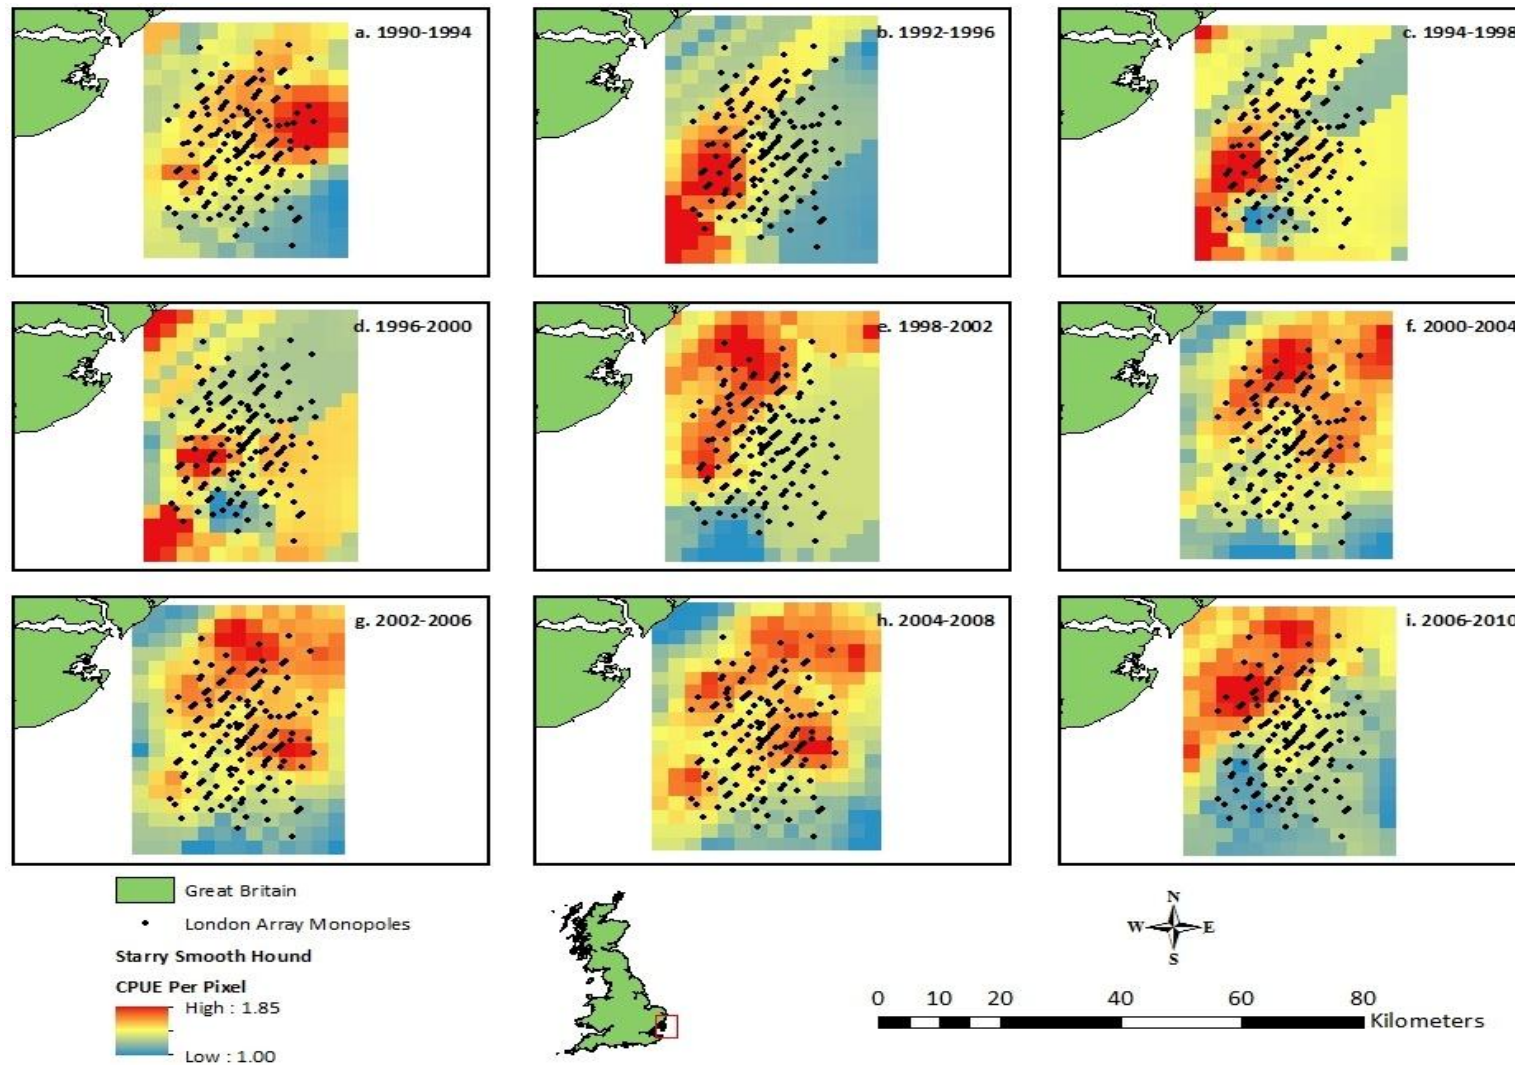 a. 1990-1994
b. 1992-1996
c. 1994-1998
d. 1996-2000
e. 1998-2002
f. 2000-2004
g. 2002-2006
h. 2004-2008
i. 2006-2010
Great Britain
London Array Monopoles
Starry Smooth Hound
CPUE Per Pixel
High : 1.85
Low : 1.00
N
W E
S
0 10 20 40 60 80
Kilometers